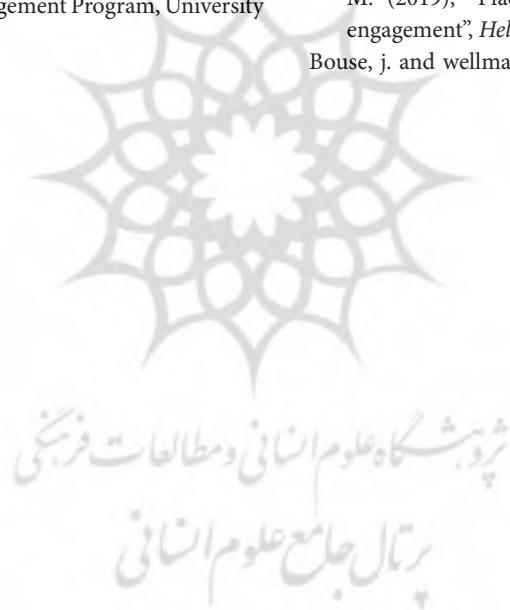 gement Program, University
M. (2019), "Plac
engagement", Hel
Bouse, j. and wellma
پژوهشگاه علوم انسانی و مطالعات فرهنگی
پرتال جامع علوم انسانی